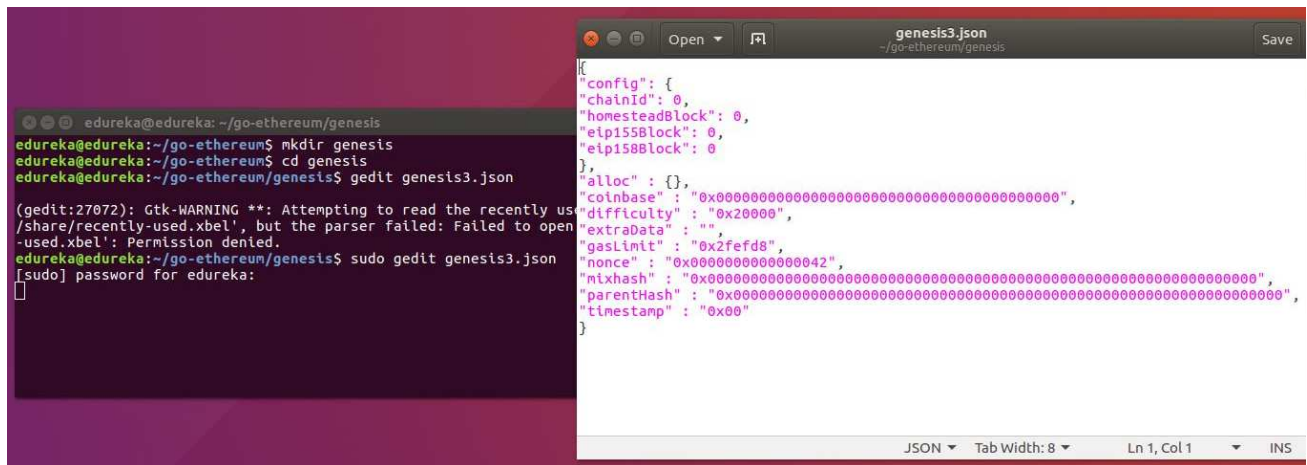 edureka@edureka: ~/go-ethereum/genesis
edureka@edureka:~/go-ethereum$ mkdir genesis
edureka@edureka:~/go-ethereum$ cd genesis
edureka@edureka:~/go-ethereum/genesis$ gedit genesis3.json
(gedit:27072): Gtk-WARNING **: Attempting to read the recently us
/share/recently-used.xbel', but the parser failed: Failed to open
-used.xbel': Permission denied.
edureka@edureka:~/go-ethereum/genesis$ sudo gedit genesis3.json
[sudo] password for edureka:
Open
genesis3.json
~/go-ethereum/genesis
Save
{
"config": {
"chainId": 0,
"homesteadBlock": 0,
"eip155Block": 0,
"eip158Block": 0
},
"alloc" : {},
"coinbase" : "0x0000000000000000000000000000000000000000",
"difficulty" : "0x20000",
"extraData" : "",
"gasLimit" : "0x2fefd8",
"nonce" : "0x0000000000000042",
"mixhash" : "0x0000000000000000000000000000000000000000000000000000000000000000",
"parentHash" : "0x0000000000000000000000000000000000000000000000000000000000000000",
"timestamp" : "0x00"
}
JSON Tab Width: 8 Ln 1, Col 1 INS